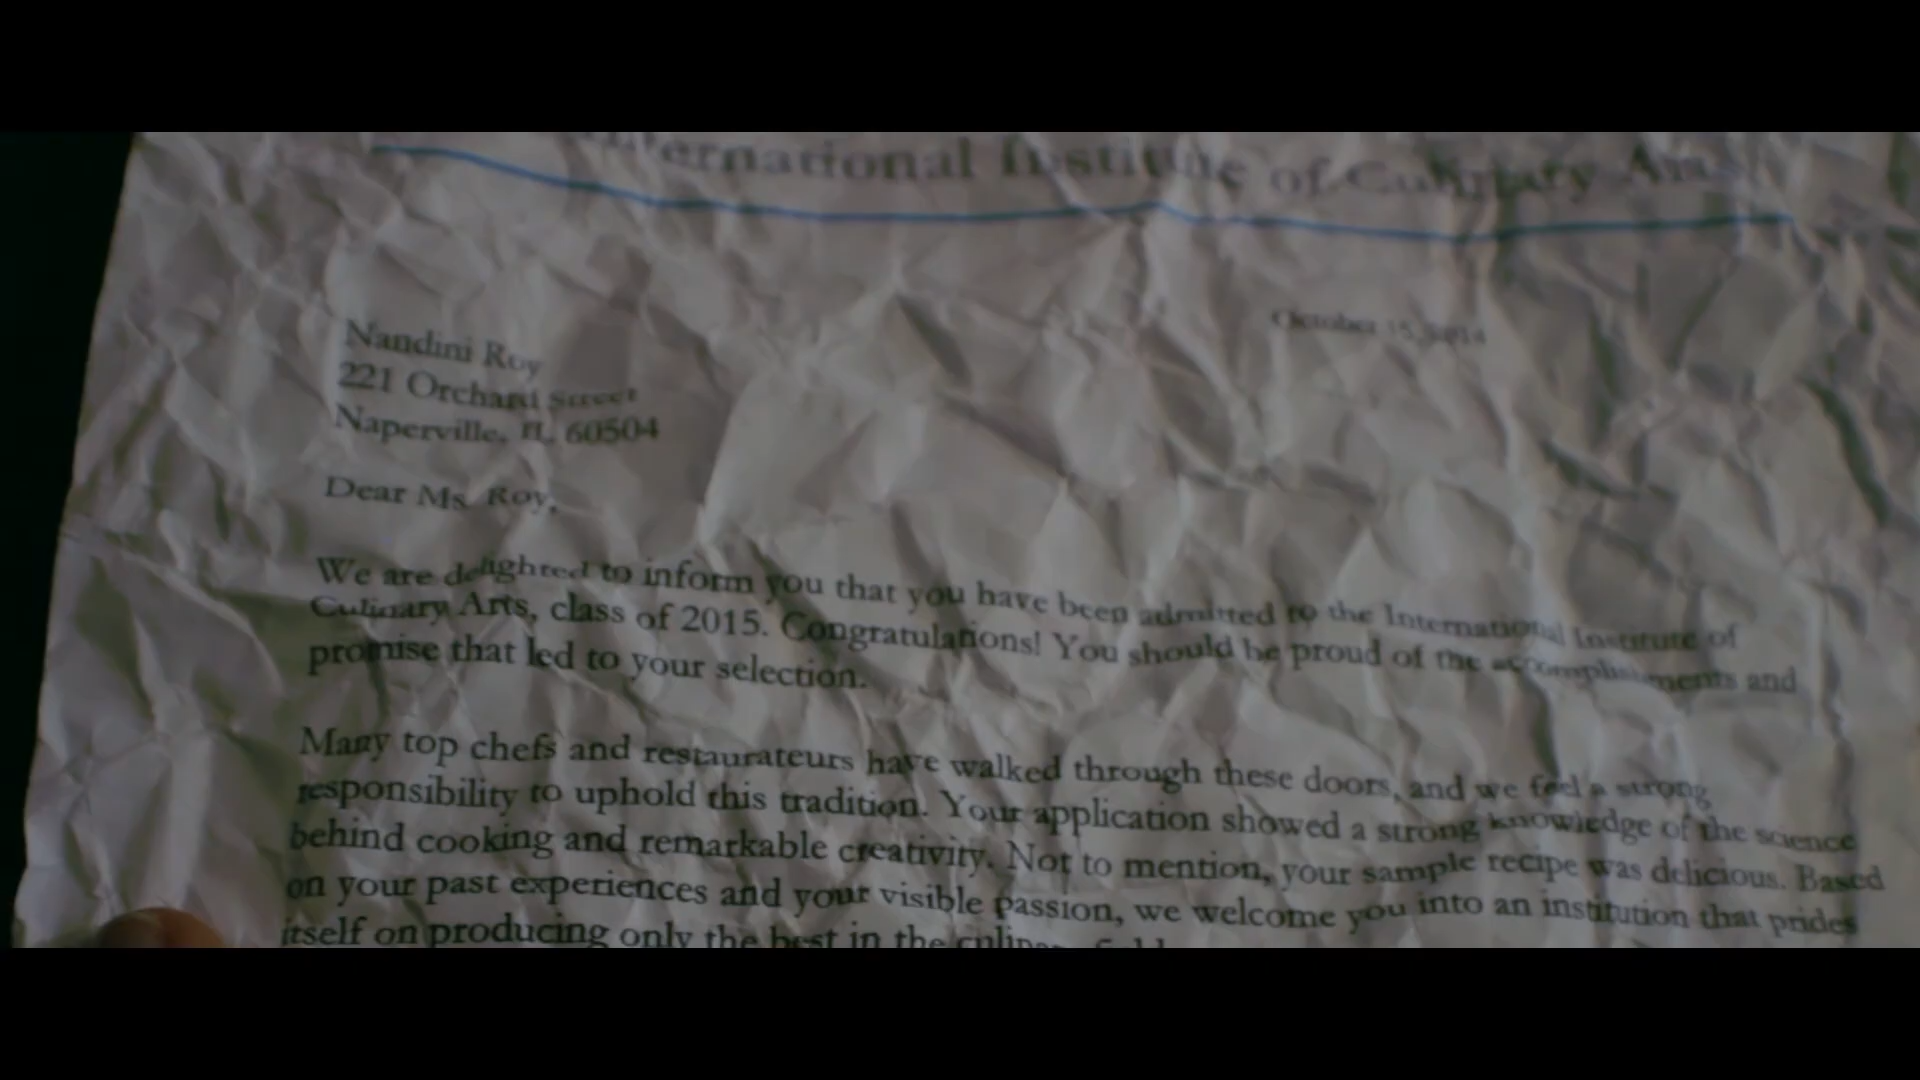 International Institute of Culinary Arts
October 15, 2014
Nandini Roy
221 Orchard Street
Naperville, IL 60504
Dear Ms. Roy,
We are delighted to inform you that you have been admitted to the International Institute of
Culinary Arts, class of 2015. Congratulations! You should be proud of the accomplishments and
promise that led to your selection.
Many top chefs and restaurateurs have walked through these doors, and we feel a strong
responsibility to uphold this tradition. Your application showed a strong knowledge of the science
behind cooking and remarkable creativity. Not to mention, your sample recipe was delicious. Based
on your past experiences and your visible passion, we welcome you into an institution that prides
itself on producing only the best in the culinary field